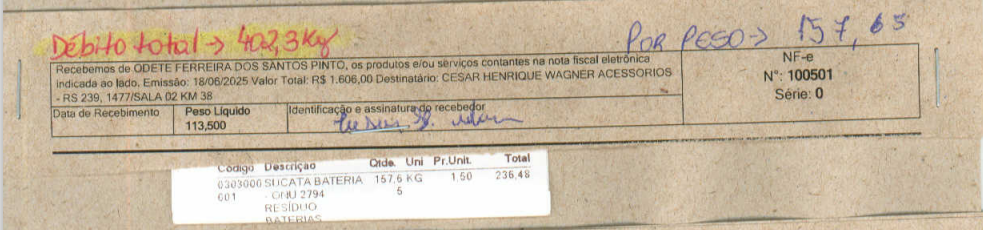 Débito total → 402,3 Kg
POR PESO → 157,65
Recebemos de ODETE FERREIRA DOS SANTOS PINTO, os produtos e/ou serviços contantes na nota fiscal eletrônica
indicada ao lado. Emissão: 18/06/2025 Valor Total: R$ 1.606,00 Destinatário: CESAR HENRIQUE WAGNER ACESSORIOS
- RS 239, 1477/SALA 02 KM 38
NF-e
N°: 100501
Série: 0
Data de Recebimento
Peso Líquido
113,500
Identificação e assinatura do recebedor
Código Descrição Qtde. Uni Pr.Unit. Total
0303000 SUCATA BATERIA 157,6 KG 1,50 236,48
001 - ONU 2794 5
RESÍDUO
BATERIAS